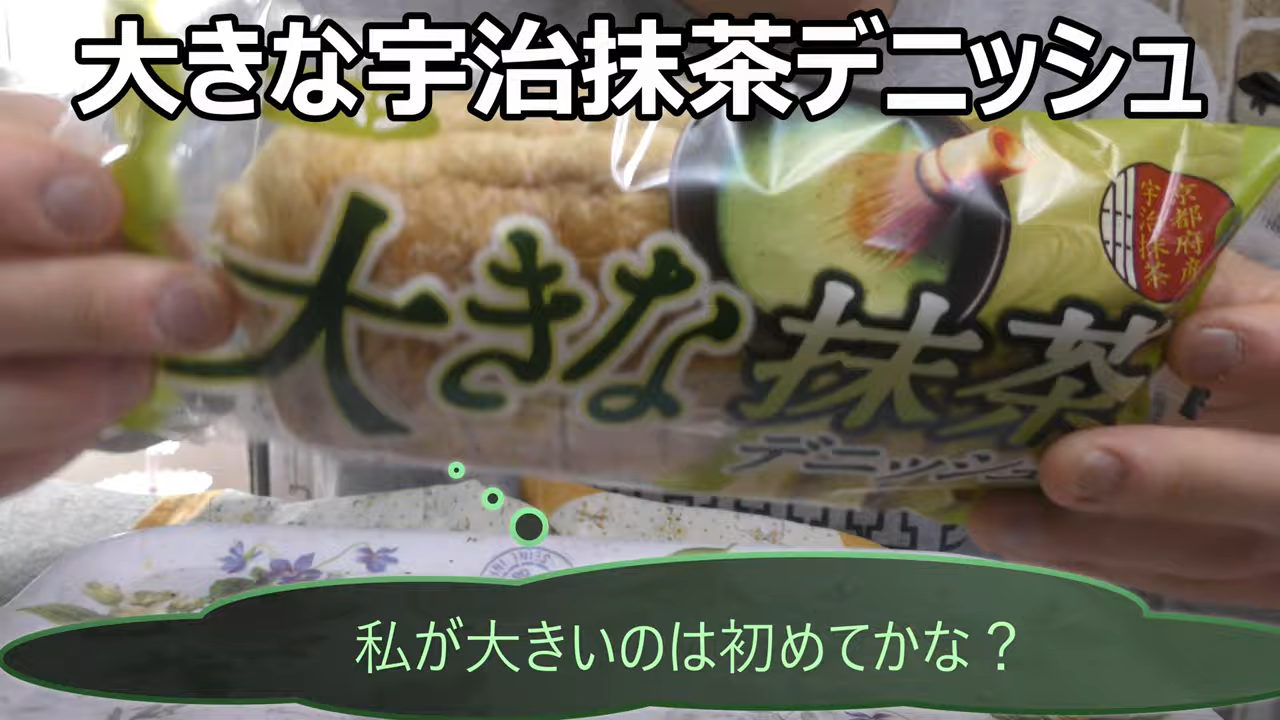 大きな宇治抹茶デニッシュ
京都府産
宇治抹茶
大きな抹茶
デニッシュ
私が大きいのは初めてかな？